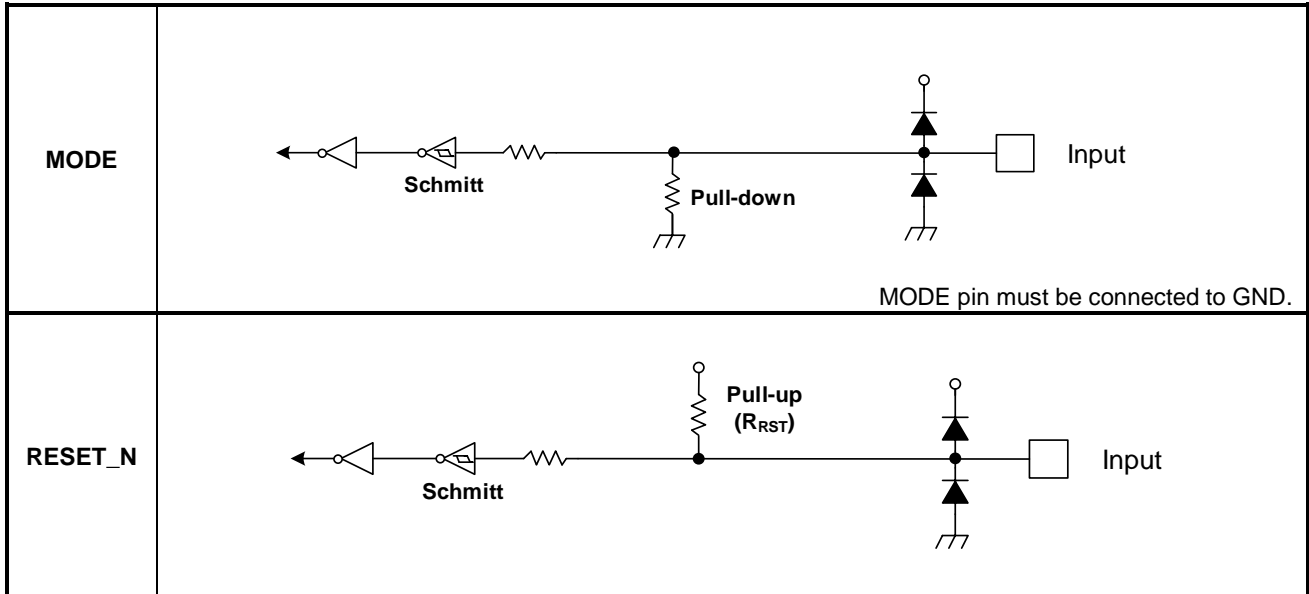 MODE
Schmitt
Pull-down
Input
MODE pin must be connected to GND.
RESET_N
Pull-up
(RRST)
Schmitt
Input